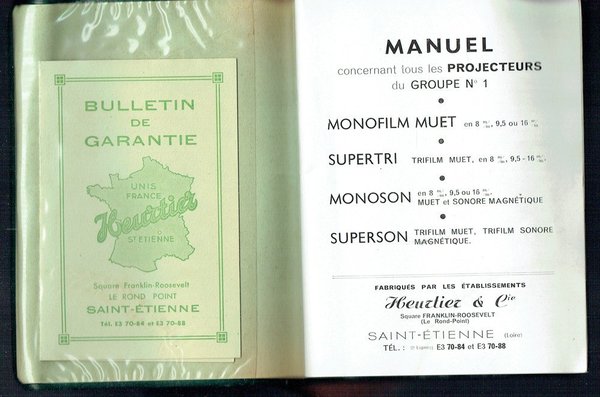 BULLETIN
DE
GARANTIE
UNIS
FRANCE
Heurtier
ST ETIENNE
Square Franklin-Roosevelt
LE ROND POINT
SAINT-ÉTIENNE
Tél. E3 70-84 et E3 70-88
MANUEL
concernant tous les PROJECTEURS
du GROUPE N° 1
MONOFILM MUET en 8 m/m, 9,5 ou 16 m/m
SUPERTRI TRIFILM MUET, en 8 m/m, 9,5 - 16 m/m.
MONOSON en 8 m/m, 9,5 ou 16 m/m.
MUET et SONORE MAGNÉTIQUE
SUPERSON TRIFILM MUET, TRIFILM SONORE
MAGNÉTIQUE.
FABRIQUÉS PAR LES ÉTABLISSEMENTS
Heurtier & Cie
Square FRANKLIN-ROOSEVELT
(Le Rond-Point)
SAINT-ÉTIENNE (Loire)
TÉL. : (2 Lignes) E3 70-84 et E3 70-88